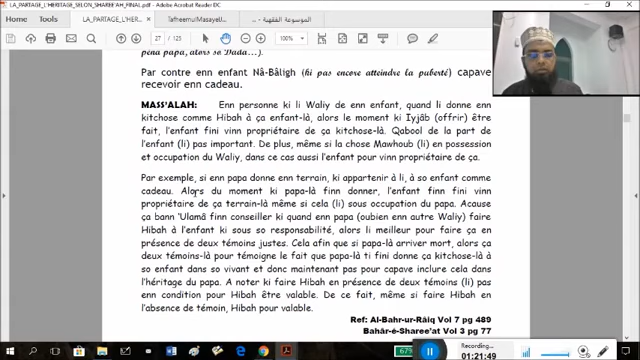 LA_PARTAGE_L'HERITAGE_SELON_SHAREE'AH_FINAL.pdf - Adobe Acrobat Reader DC
Home Tools LA_PARTAGE_L'HER... × TafheemulMasayelU... الموسوعة الفقهية - ...
27 / 125 100%
pena papa, alors so Dada...).
Par contre enn enfant Nâ-Bâligh (ki pas encore atteindre la puberté) capave
recevoir enn cadeau.
MASS'ALAH: Enn personne ki li Waliy de enn enfant, quand li donne enn
kitchose comme Hibah à ça enfant-là, alors le moment ki Iyjâb (offrir) être
fait, l'enfant fini vinn propriétaire de ça kitchose-là. Qabool de la part de
l'enfant (li) pas important. De plus, même si la chose Mawhoub (li) en possession
et occupation du Waliy, dans ce cas aussi l'enfant pour vinn propriétaire de ça.
Par exemple, si enn papa donne enn terrain, ki appartenir à li, à so enfant comme
cadeau. Alors du moment ki papa-là finn donner, l'enfant finn fini vinn
propriétaire de ça terrain-là même si cela (li) sous occupation du papa. Acause
ça bann 'Ulamâ finn conseiller ki quand enn papa (oubien enn autre Waliy) faire
Hibah à l'enfant ki sous so responsabilité, alors li meilleur pour faire ça en
présence de deux témoins justes. Cela afin que si papa-là arriver mort, alors ça
deux témoins-là pour témoigne le fait que papa-là ti fini donne ça kitchose-à à
so enfant dans so vivant et donc maintenant pas pour capave inclure cela dans
l'héritage du papa. A noter ki faire Hibah en présence de deux témoins (li) pas
enn condition pour Hibah être valable. De ce fait, même si faire Hibah en
l'absence de témoin, Hibah pour valable.
Ref: Al-Bahr-ur-Râiq Vol 7 pg 489
Bahâr-é-Sharee'at Vol 3 pg 77
67%
Recording...
01:21:49